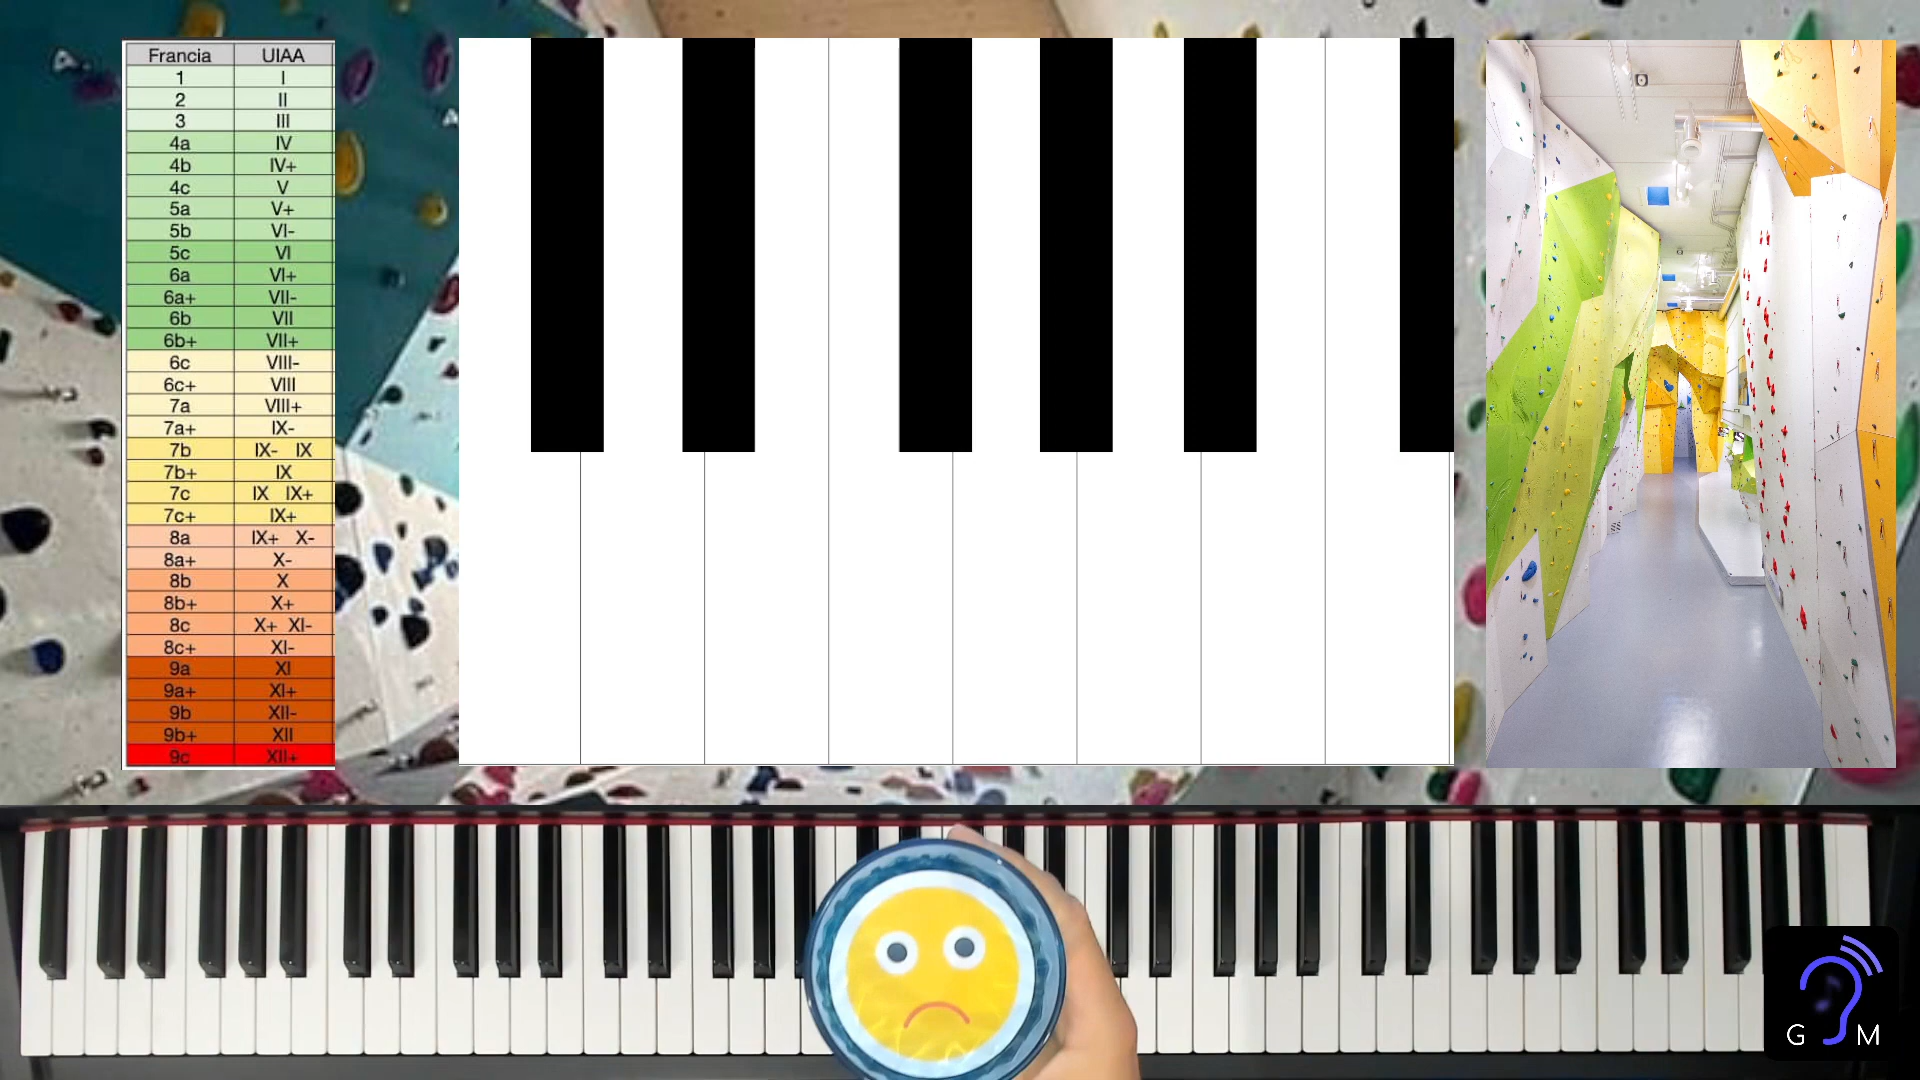 Francia UIAA
1 I
2 II
3 III
4a IV
4b IV+
4c V
5a V+
5b VI-
5c VI
6a VI+
6a+ VII-
6b VII
6b+ VII+
6c VIII-
6c+ VIII
7a VIII+
7a+ IX-
7b IX- IX
7b+ IX
7c IX IX+
7c+ IX+
8a IX+ X-
8a+ X-
8b X
8b+ X+
8c X+ XI-
8c+ XI-
9a XI
9a+ XI+
9b XII-
9b+ XII
9c XII+
G M